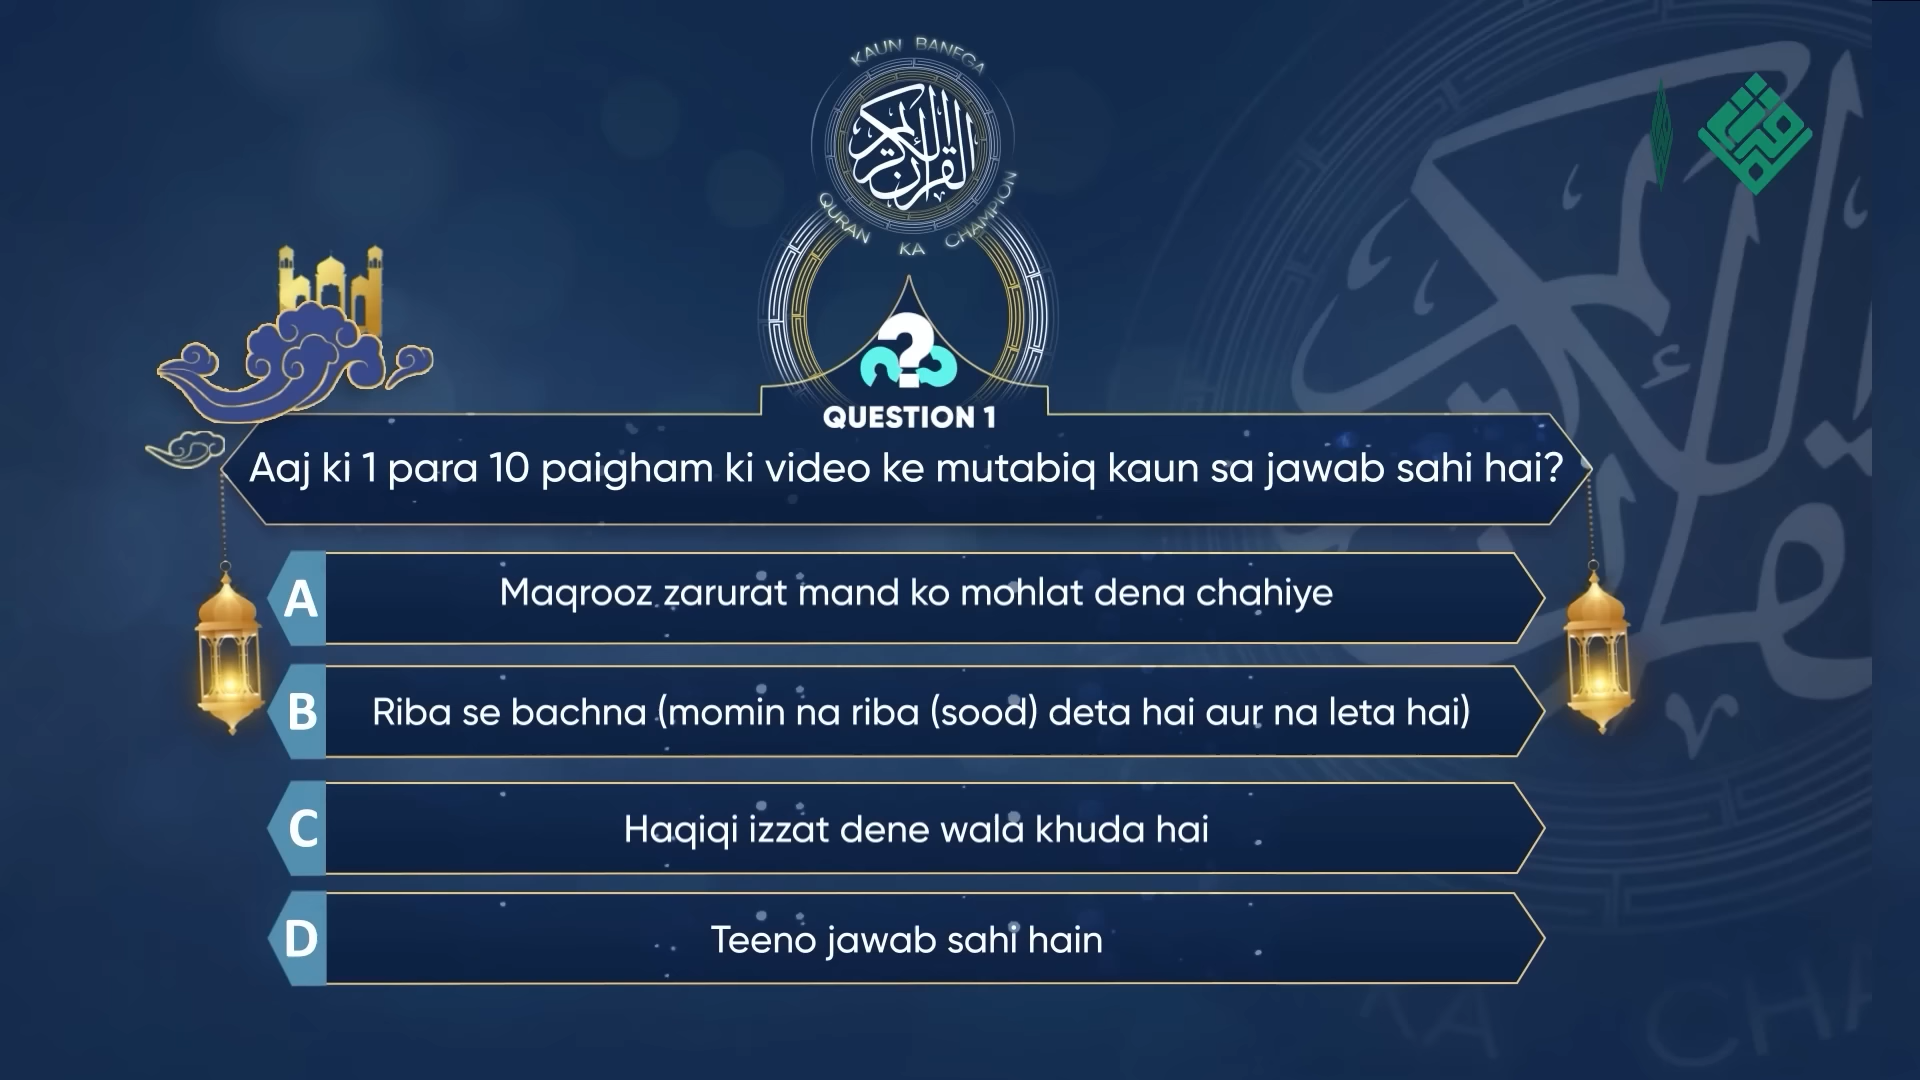 KAUN BANEGA
القرآن الكريم
QURAN KA CHAMPION
QUESTION 1
Aaj ki 1 para 10 paigham ki video ke mutabiq kaun sa jawab sahi hai?
A Maqrooz zarurat mand ko mohlat dena chahiye
B Riba se bachna (momin na riba (sood) deta hai aur na leta hai)
C Haqiqi izzat dene wala khuda hai
D Teeno jawab sahi hain
KA CHA